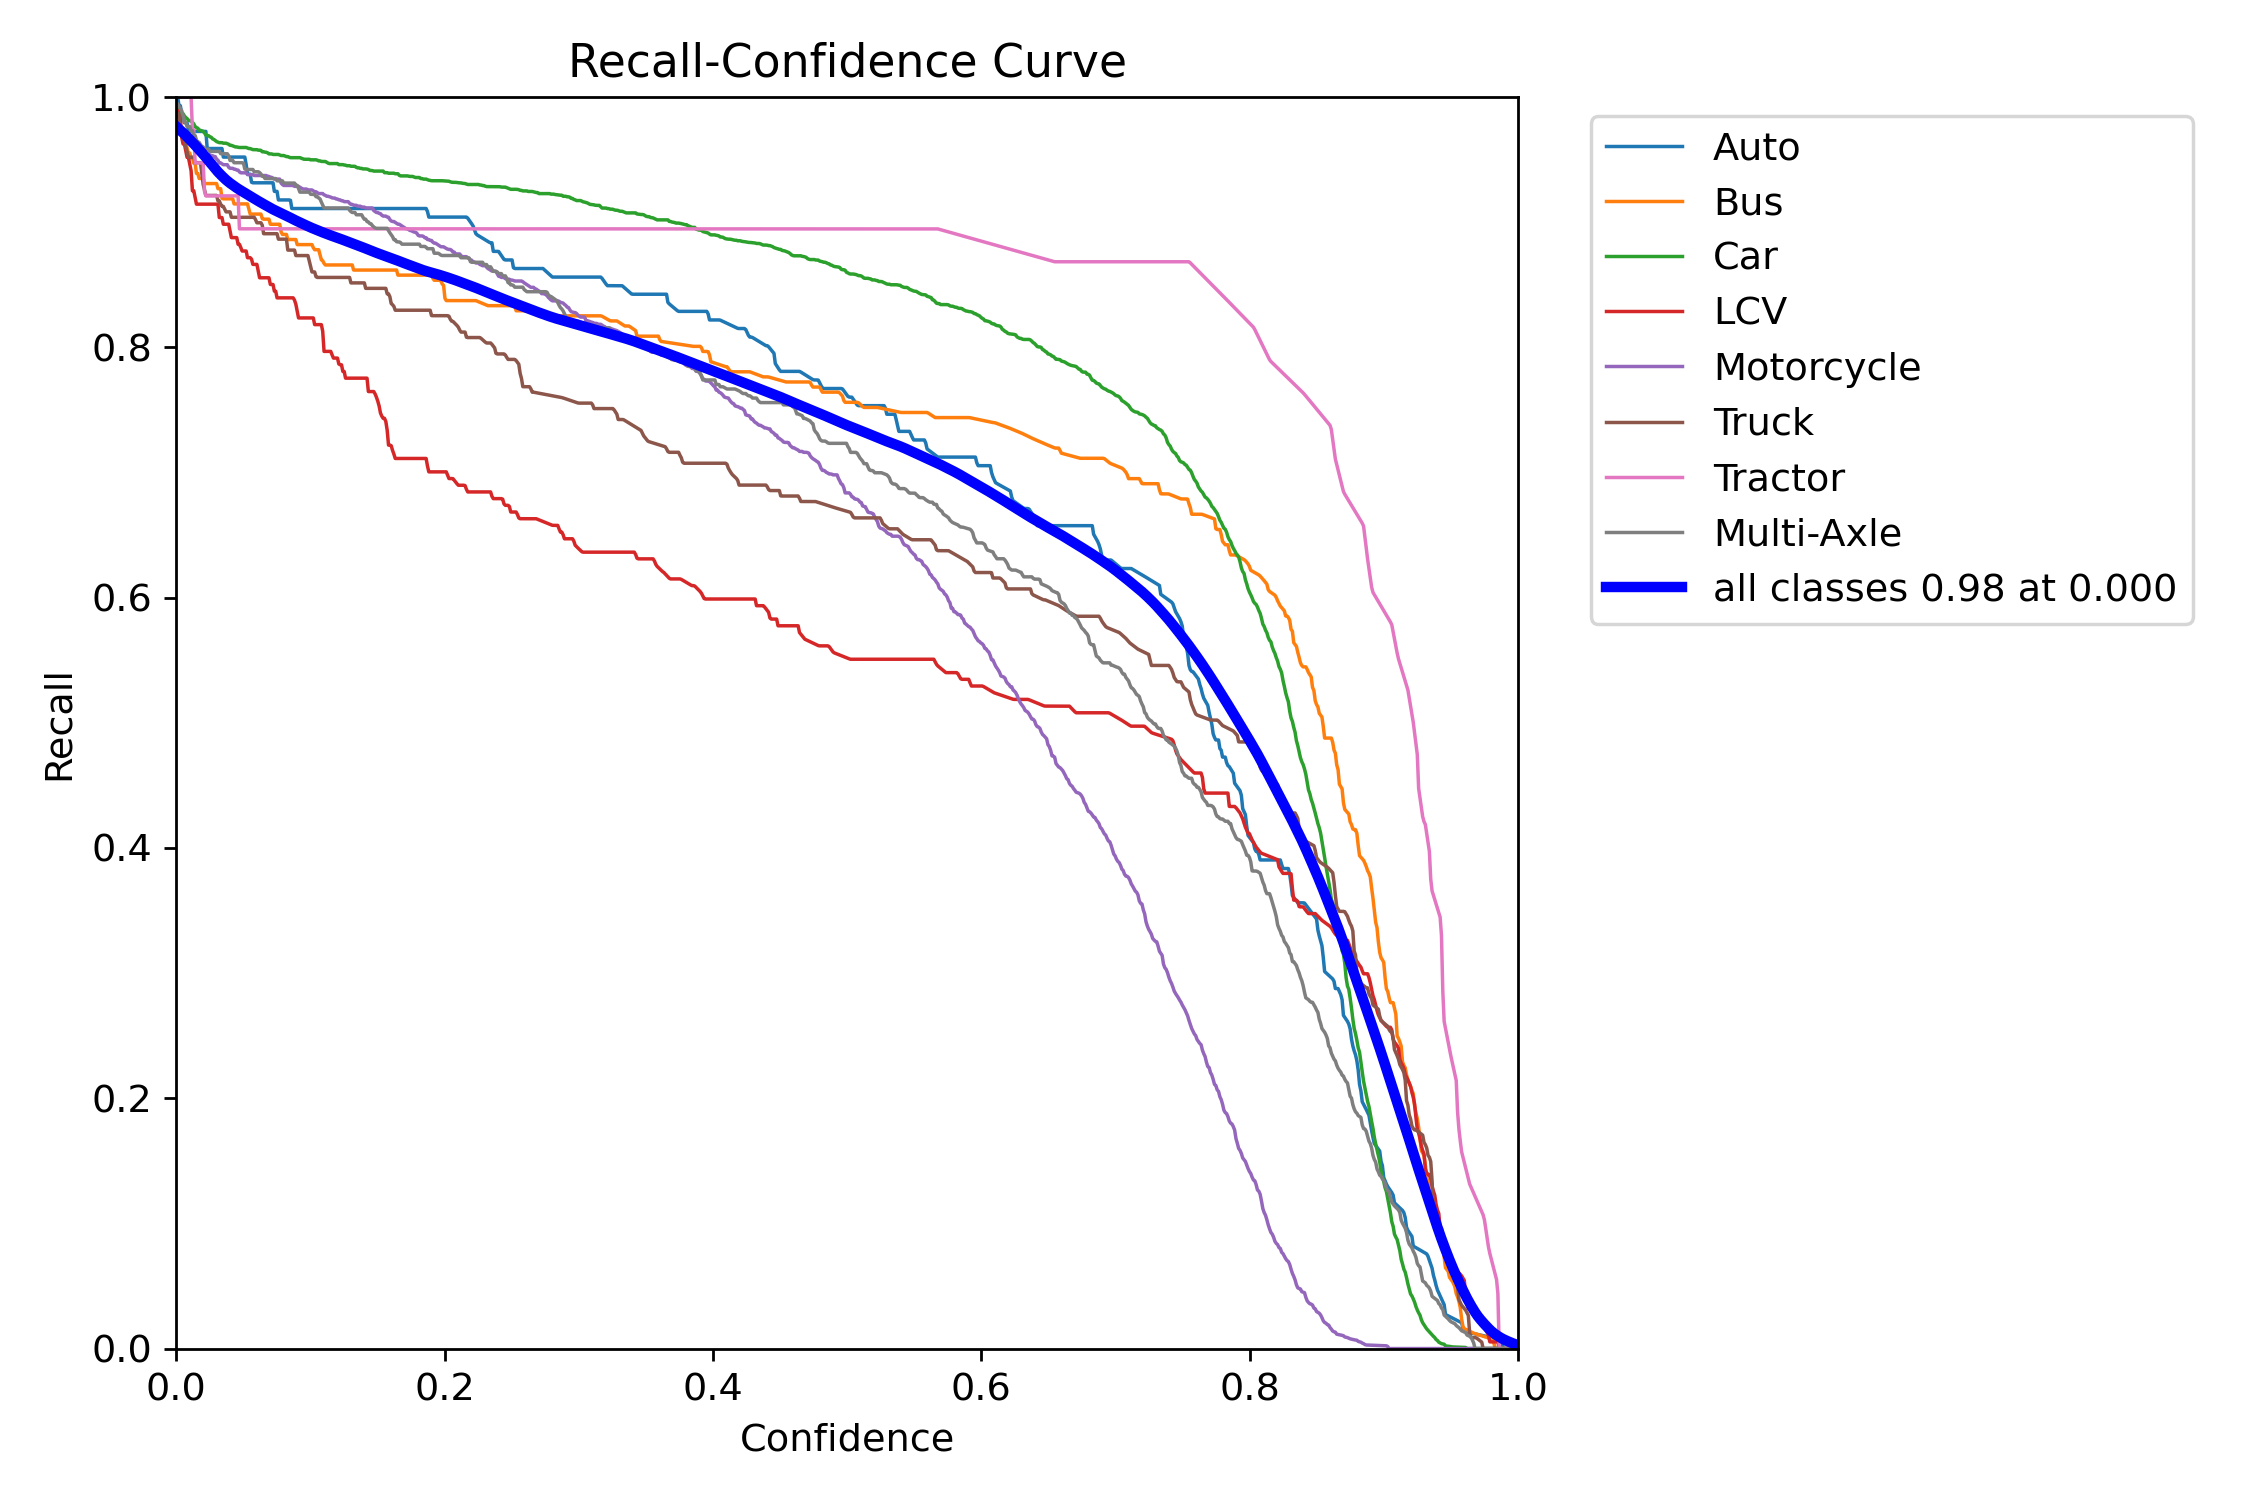 Recall-Confidence Curve
1.0
0.8
0.6
0.4
0.2
0.0
Recall
0.0 0.2 0.4 0.6 0.8 1.0
Confidence
Auto
Bus
Car
LCV
Motorcycle
Truck
Tractor
Multi-Axle
all classes 0.98 at 0.000